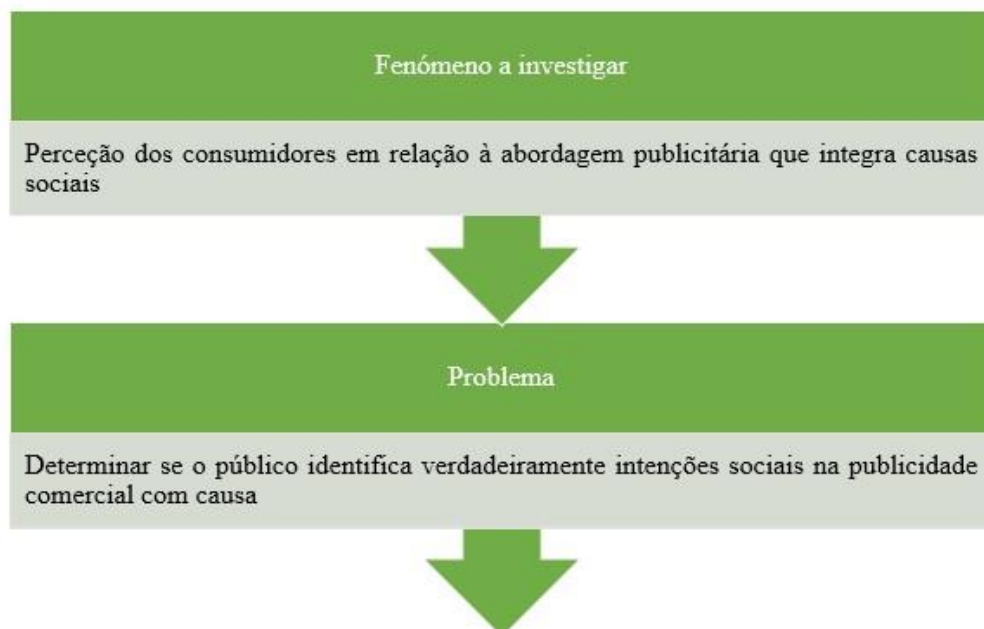 Fenómeno a investigar
Perceção dos consumidores em relação à abordagem publicitária que integra causas
sociais
Problema
Determinar se o público identifica verdadeiramente intenções sociais na publicidade
comercial com causa